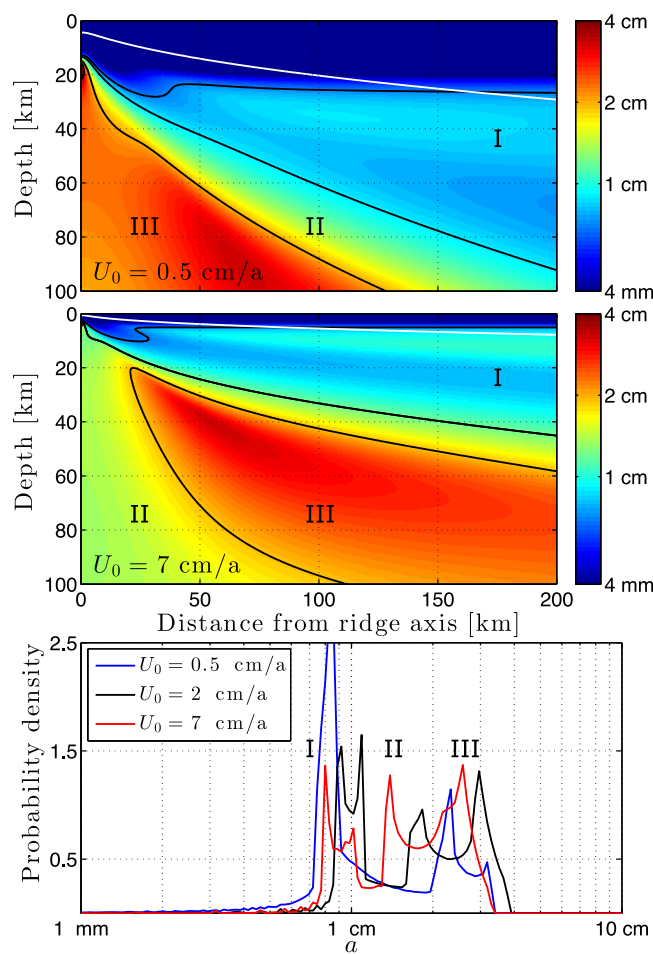 0
20
40
60
80
100
Depth [km]
I
II
III
U₀ = 0.5 cm/a
4 cm
2 cm
1 cm
4 mm
0
20
40
60
80
100
Depth [km]
I
II
III
U₀ = 7 cm/a
4 cm
2 cm
1 cm
4 mm
0 50 100 150 200
Distance from ridge axis [km]
2.5
1.5
0.5
Probability density
U₀ = 0.5 cm/a
U₀ = 2 cm/a
U₀ = 7 cm/a
I II III
1 mm 1 cm 10 cm
a